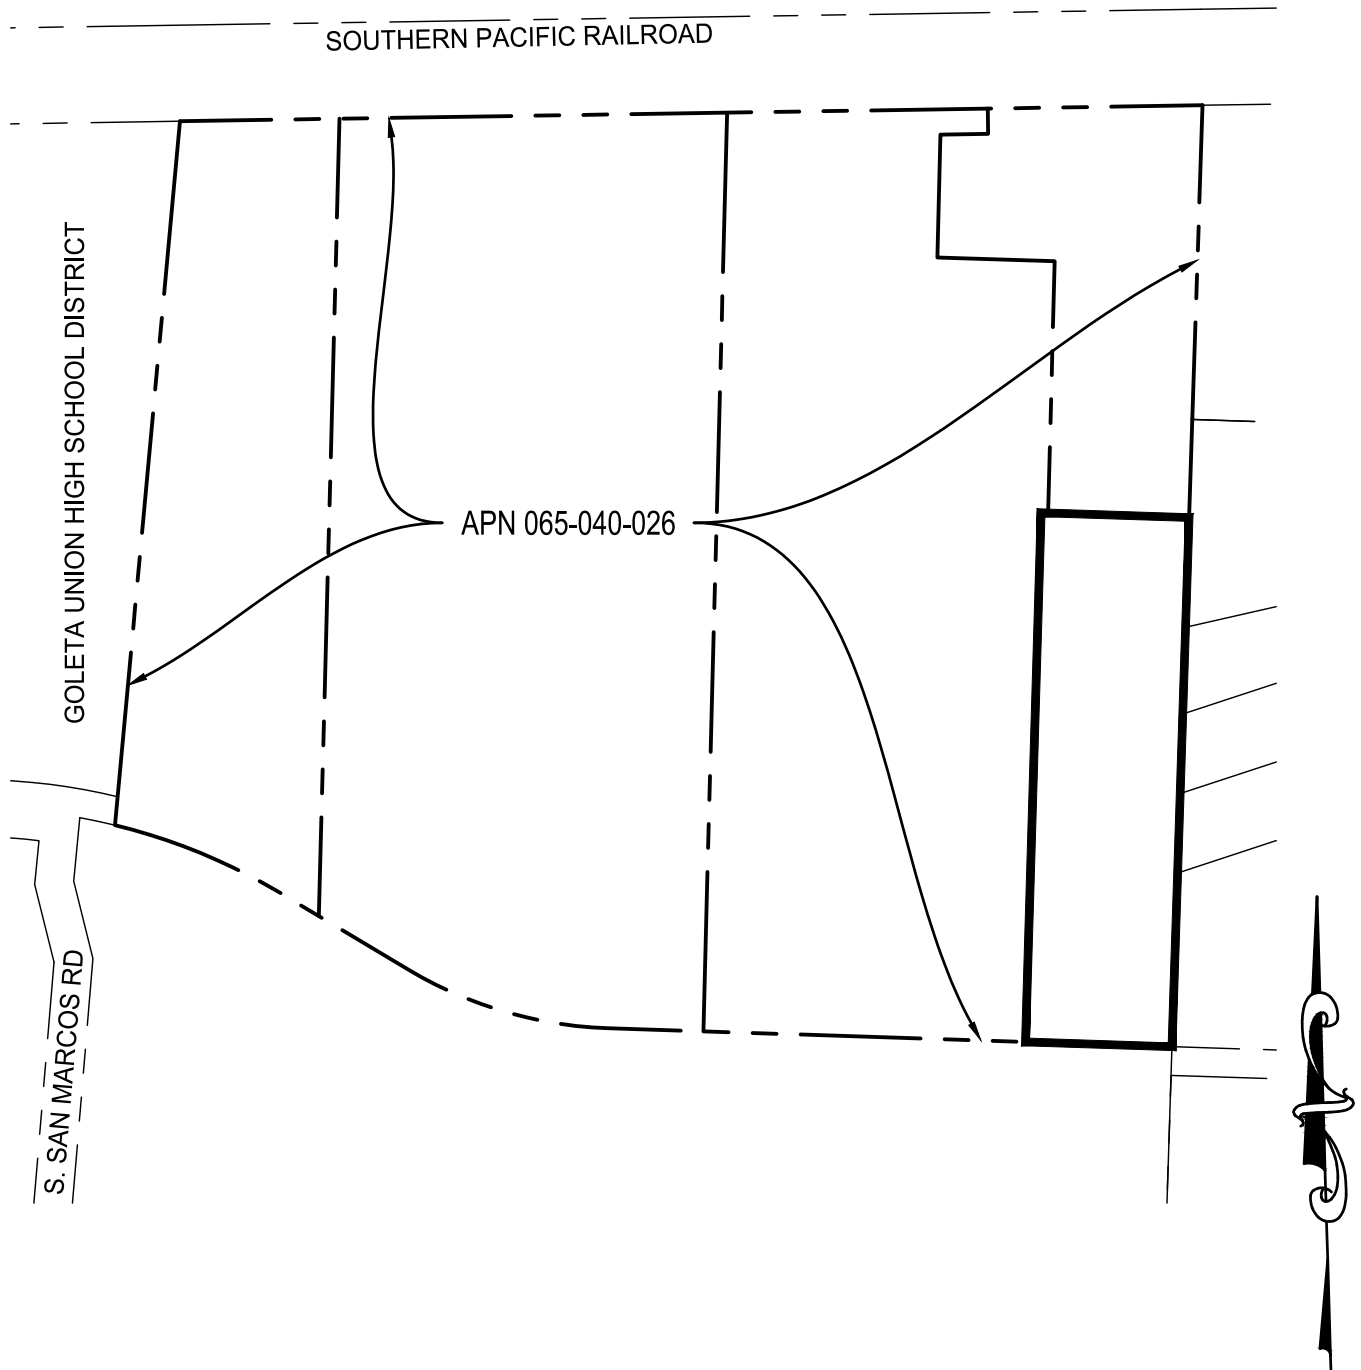 SOUTHERN PACIFIC RAILROAD
GOLETA UNION HIGH SCHOOL DISTRICT
APN 065-040-026
S. SAN MARCOS RD